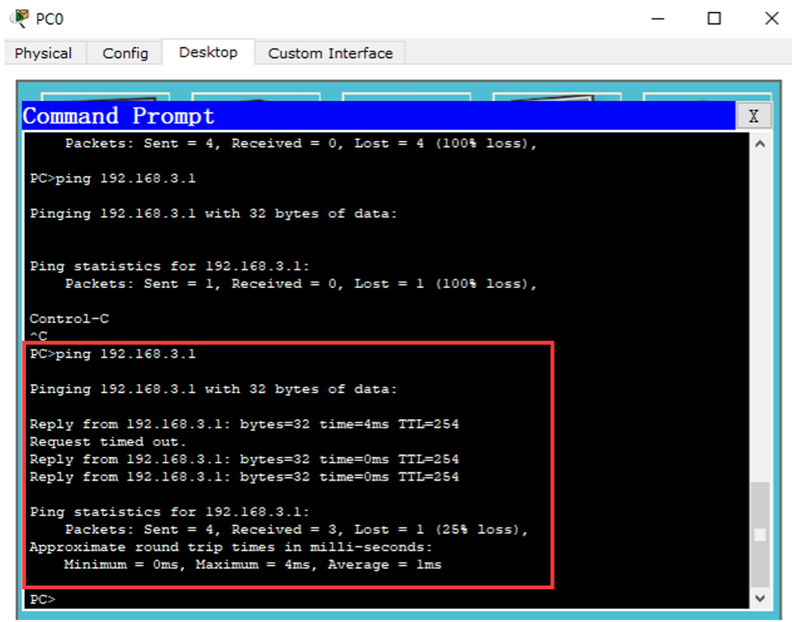 PC0
Physical Config Desktop Custom Interface
Command Prompt X
Packets: Sent = 4, Received = 0, Lost = 4 (100% loss),
PC>ping 192.168.3.1
Pinging 192.168.3.1 with 32 bytes of data:
Ping statistics for 192.168.3.1:
Packets: Sent = 1, Received = 0, Lost = 1 (100% loss),
Control-C
^C
PC>ping 192.168.3.1
Pinging 192.168.3.1 with 32 bytes of data:
Reply from 192.168.3.1: bytes=32 time=4ms TTL=254
Request timed out.
Reply from 192.168.3.1: bytes=32 time=0ms TTL=254
Reply from 192.168.3.1: bytes=32 time=0ms TTL=254
Ping statistics for 192.168.3.1:
Packets: Sent = 4, Received = 3, Lost = 1 (25% loss),
Approximate round trip times in milli-seconds:
Minimum = 0ms, Maximum = 4ms, Average = 1ms
PC>